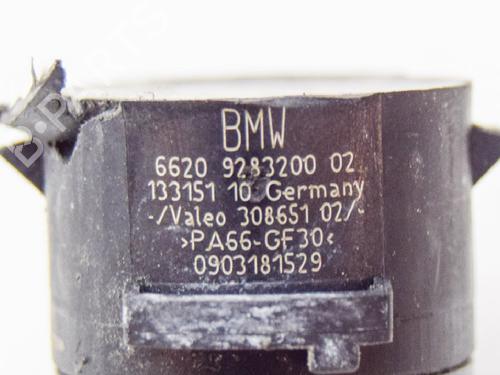 BMW
6620 9283200 02
133151 10 Germany
-/Valeo 308651 02/-
>PA66-GF30<
0903181529